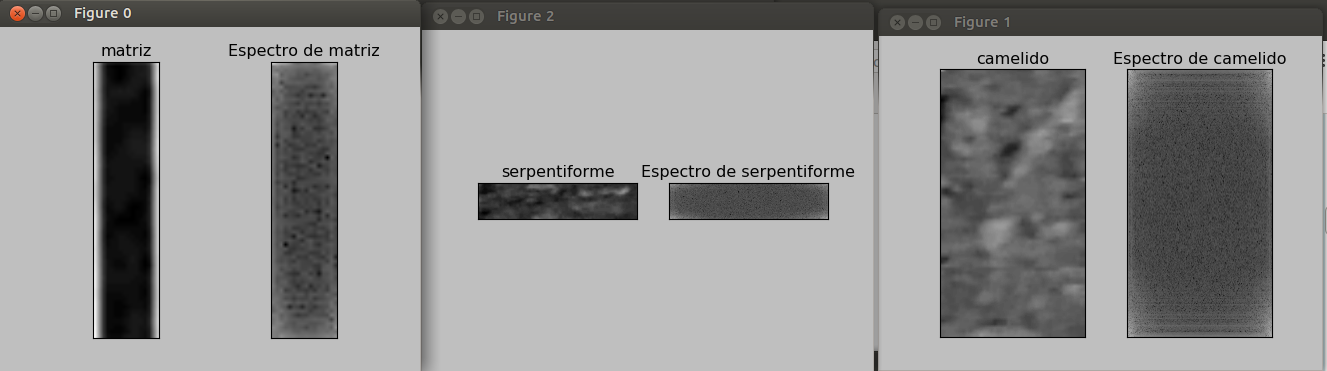 Figure 0
matriz
Espectro de matriz
Figure 2
serpentiforme
Espectro de serpentiforme
Figure 1
camelido
Espectro de camelido